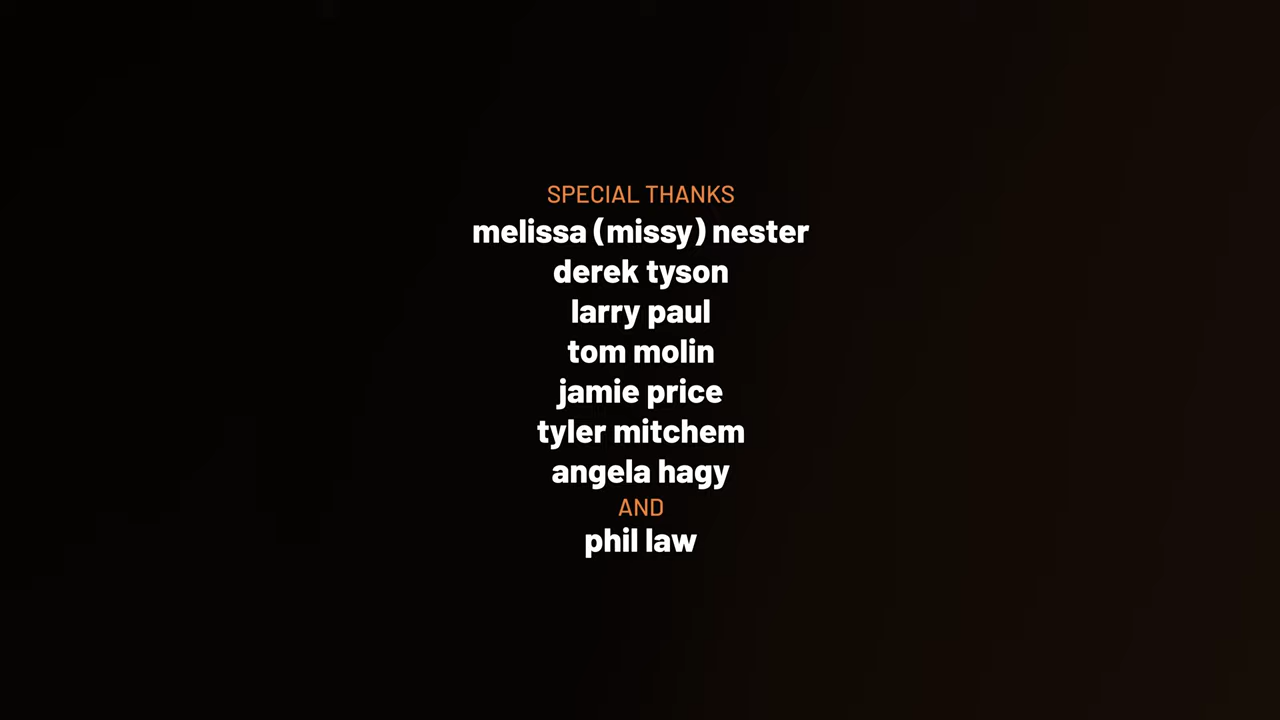 SPECIAL THANKS
melissa (missy) nester
derek tyson
larry paul
tom molin
jamie price
tyler mitchem
angela hagy
AND
phil law